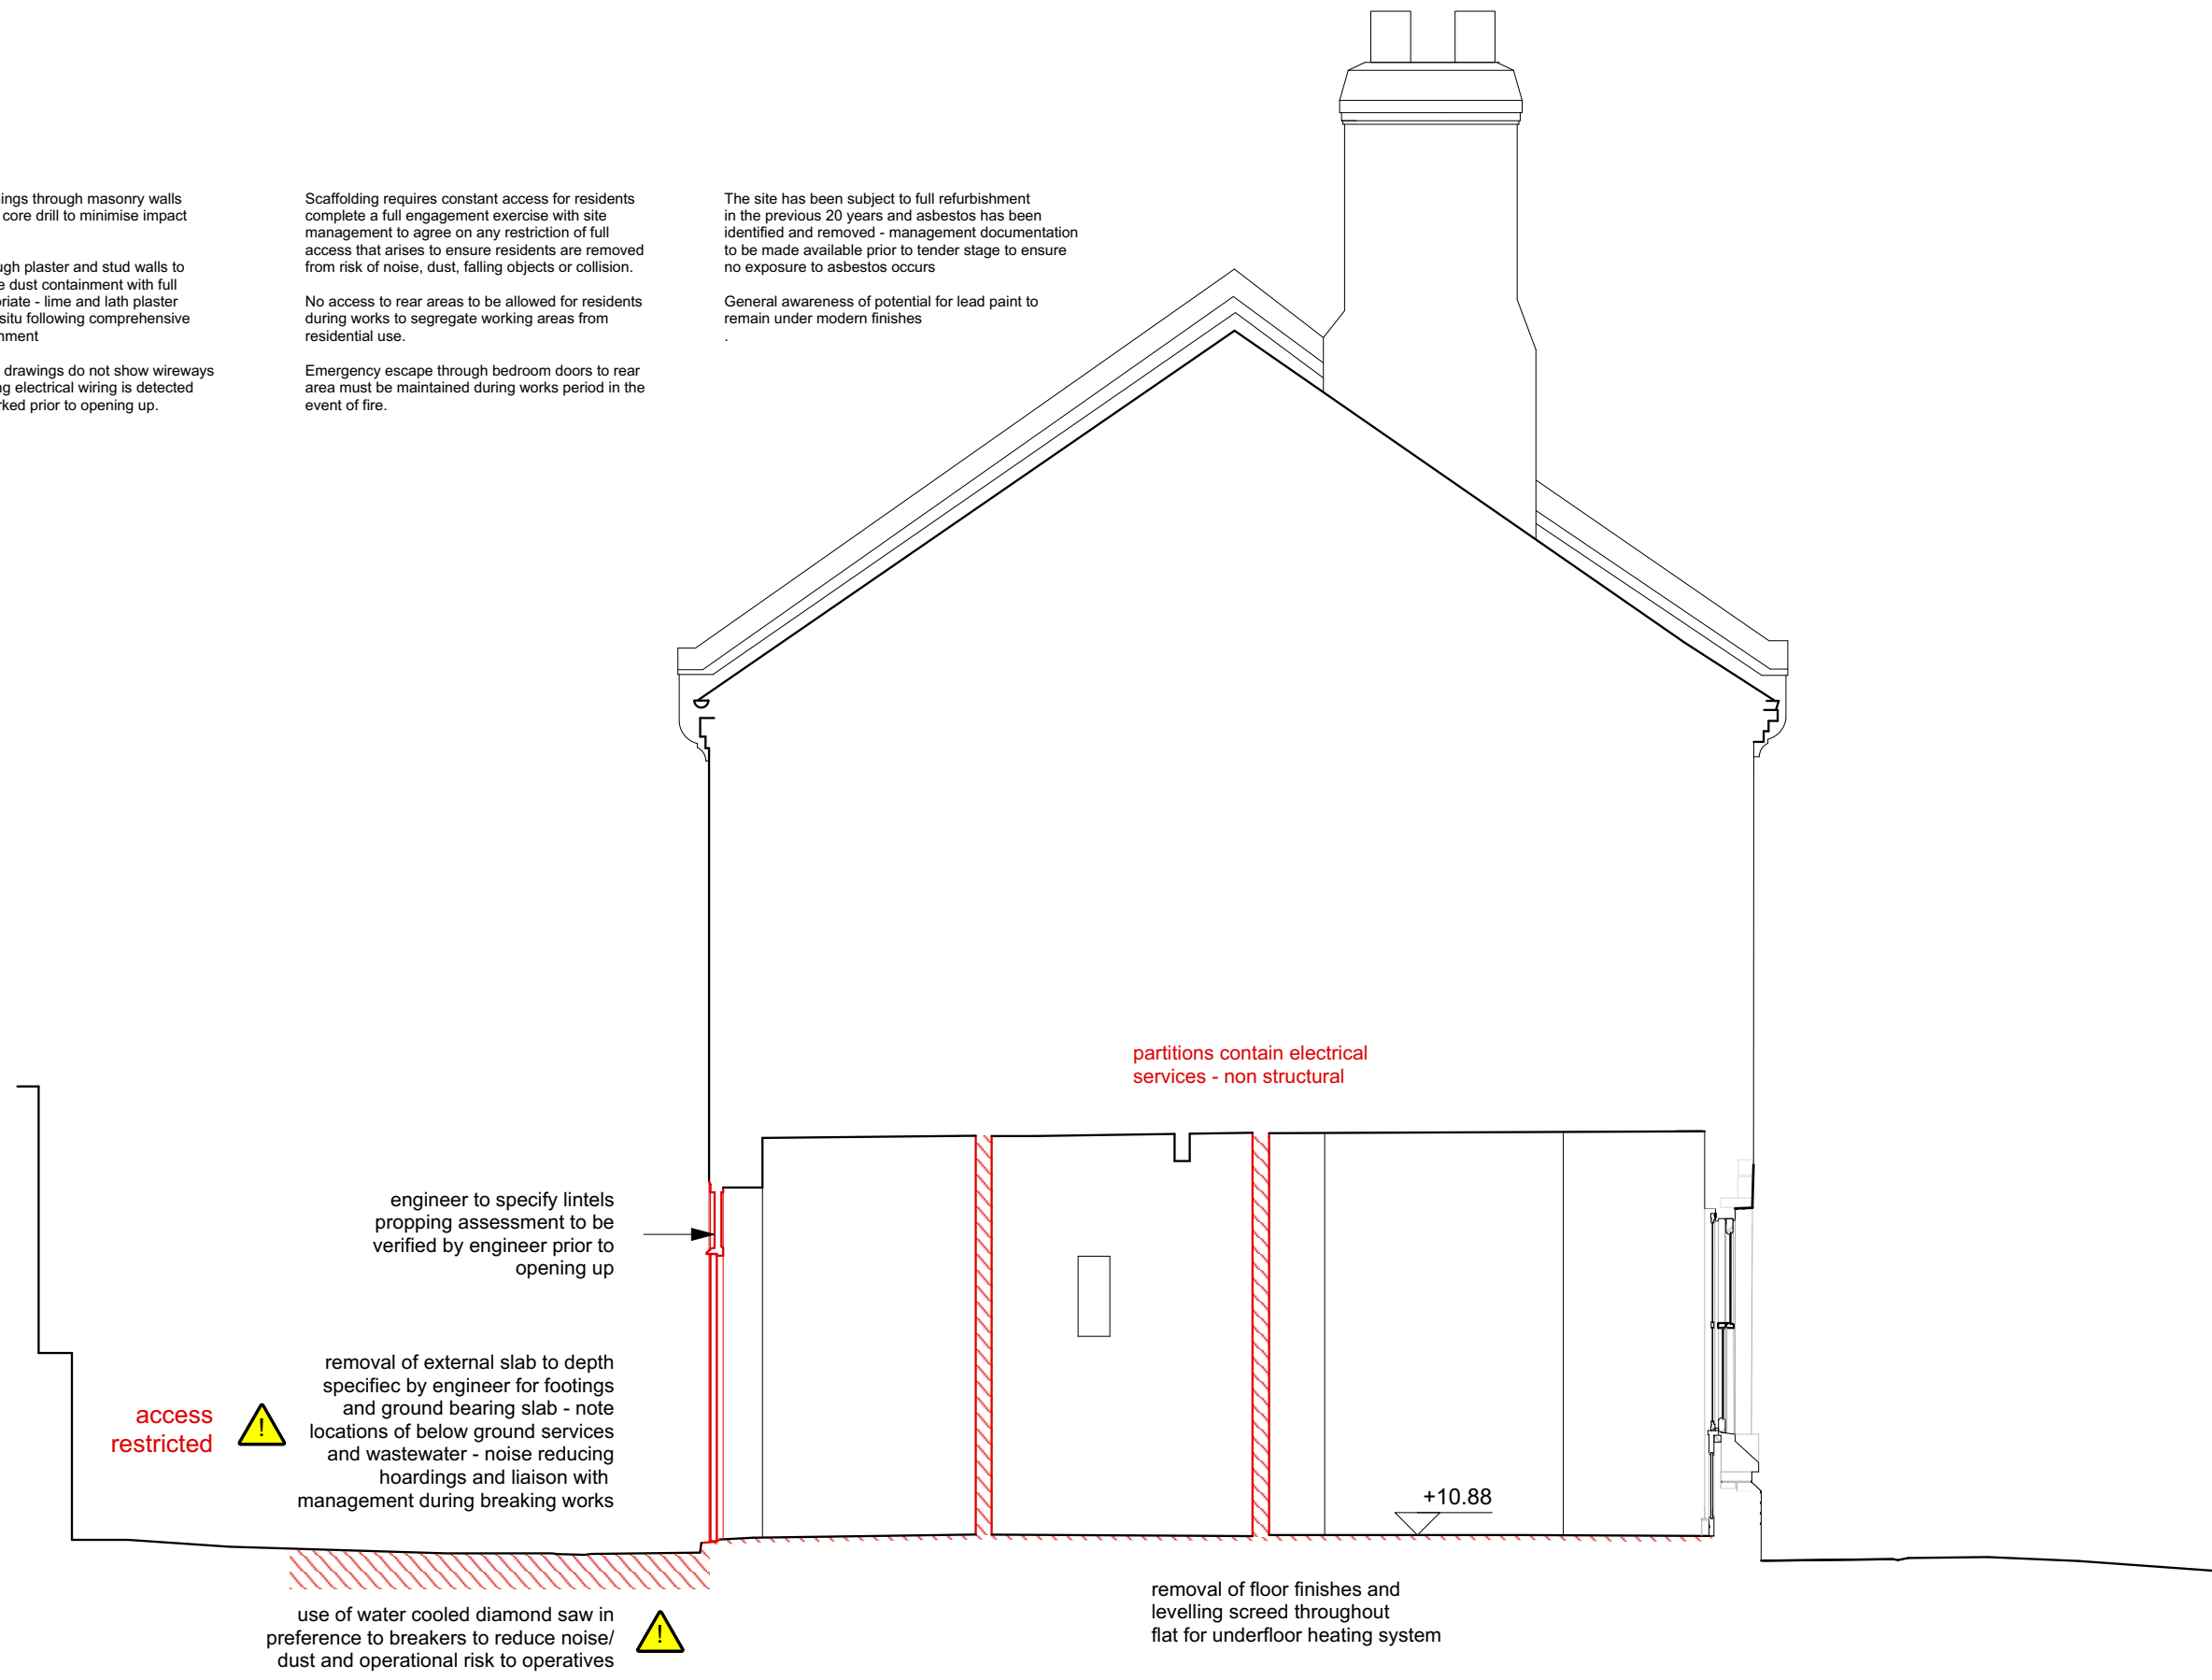 ings through masonry walls
core drill to minimise impact
ugh plaster and stud walls to
e dust containment with full
riate - lime and lath plaster
situ following comprehensive
nment
drawings do not show wireways
ng electrical wiring is detected
rked prior to opening up.
Scaffolding requires constant access for residents
complete a full engagement exercise with site
management to agree on any restriction of full
access that arises to ensure residents are removed
from risk of noise, dust, falling objects or collision.
No access to rear areas to be allowed for residents
during works to segregate working areas from
residential use.
Emergency escape through bedroom doors to rear
area must be maintained during works period in the
event of fire.
The site has been subject to full refurbishment
in the previous 20 years and asbestos has been
identified and removed - management documentation
to be made available prior to tender stage to ensure
no exposure to asbestos occurs
General awareness of potential for lead paint to
remain under modern finishes
.
partitions contain electrical
services - non structural
engineer to specify lintels
propping assessment to be
verified by engineer prior to
opening up
removal of external slab to depth
specifiec by engineer for footings
and ground bearing slab - note
locations of below ground services
and wastewater - noise reducing
hoardings and liaison with
management during breaking works
access
restricted
!
+10.88
use of water cooled diamond saw in
preference to breakers to reduce noise/
dust and operational risk to operatives
!
removal of floor finishes and
levelling screed throughout
flat for underfloor heating system